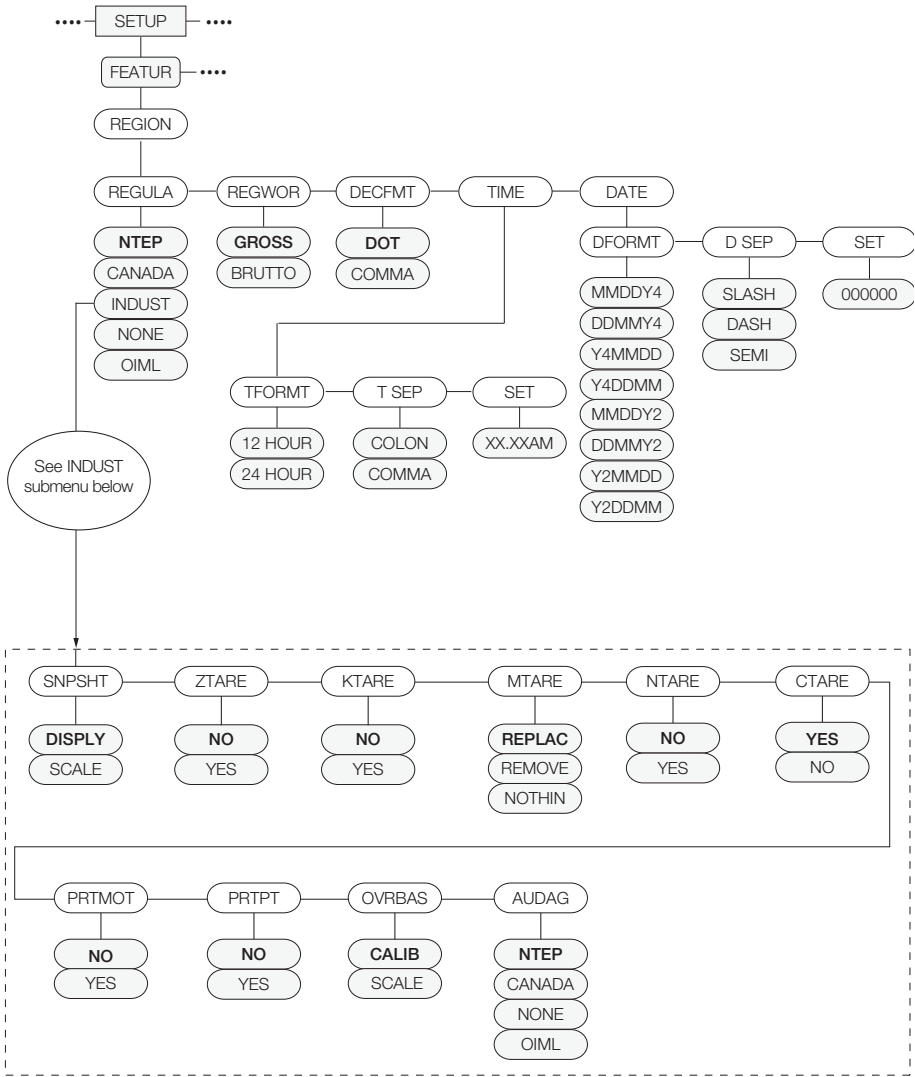 •••• SETUP ••••
FEATUR ••••
REGION
REGULA REGWOR DECFMT TIME DATE
NTEP GROSS DOT DFORMT D SEP SET
CANADA BRUTTO COMMA
INDUST
NONE
OIML
MMDDY4 SLASH 000000
DDMMY4 DASH
Y4MMDD SEMI
Y4DDMM
MMDDY2
DDMMY2
Y2MMDD
Y2DDMM
TFORMT T SEP SET
12 HOUR COLON XX.XXAM
24 HOUR COMMA
See INDUST
submenu below
SNPSHT ZTARE KTARE MTARE NTARE CTARE
DISPLY NO NO REPLAC NO YES
SCALE YES YES REMOVE YES NO
NOTHIN
PRTMOT PRTPT OVRBAS AUDAG
NO NO CALIB NTEP
YES YES SCALE CANADA
NONE
OIML